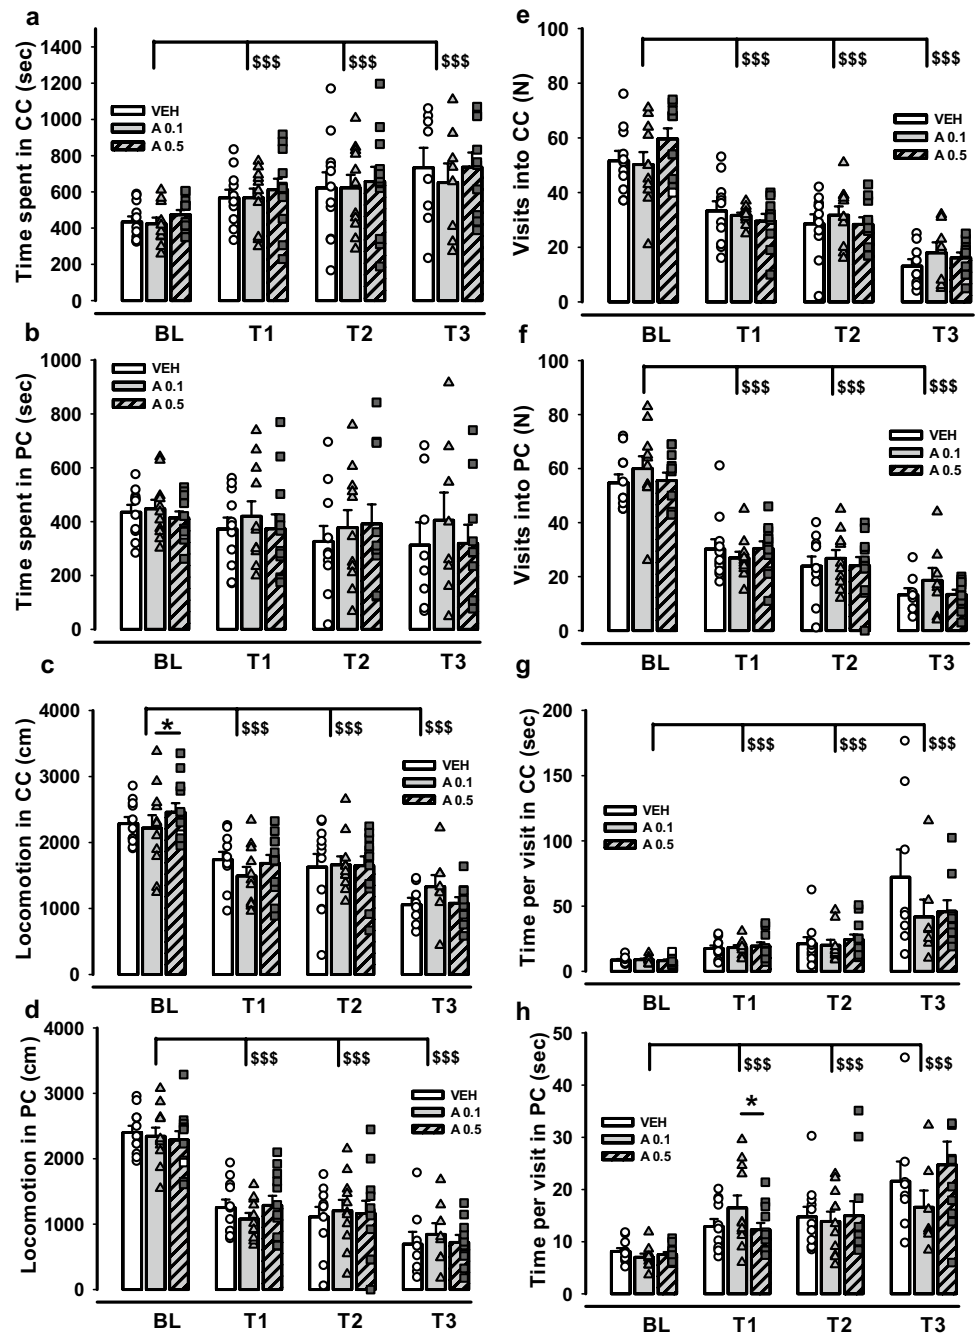 a
Time spent in CC (sec)
1400
1200
1000
800
600
400
200
0
$$$ $$$ $$$
VEH
A 0.1
A 0.5
BL T1 T2 T3
b
Time spent in PC (sec)
1000
800
600
400
200
0
VEH
A 0.1
A 0.5
BL T1 T2 T3
c
Locomotion in CC (cm)
4000
3000
2000
1000
0
* $$$ $$$ $$$
VEH
A 0.1
A 0.5
BL T1 T2 T3
d
Locomotion in PC (cm)
4000
3000
2000
1000
0
$$$ $$$ $$$
VEH
A 0.1
A 0.5
BL T1 T2 T3
e
Visits into CC (N)
100
80
60
40
20
0
$$$ $$$ $$$
VEH
A 0.1
A 0.5
BL T1 T2 T3
f
Visits into PC (N)
100
80
60
40
20
0
$$$ $$$ $$$
VEH
A 0.1
A 0.5
BL T1 T2 T3
g
Time per visit in CC (sec)
200
150
100
50
0
$$$ $$$ $$$
VEH
A 0.1
A 0.5
BL T1 T2 T3
h
Time per visit in PC (sec)
50
40
30
20
10
0
$$$ $$$ $$$
*
VEH
A 0.1
A 0.5
BL T1 T2 T3